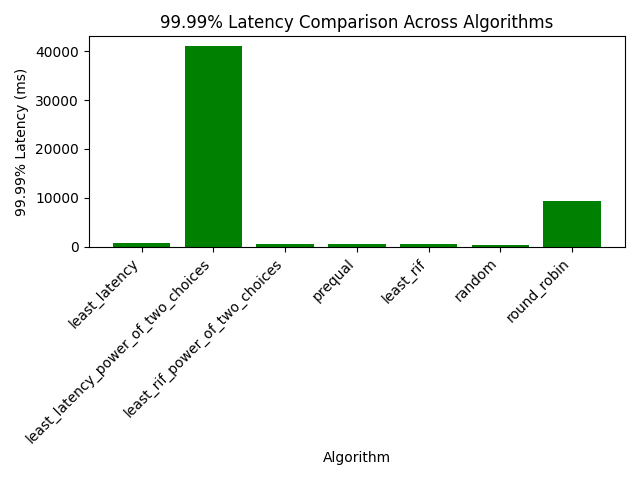 99.99% Latency Comparison Across Algorithms
99.99% Latency (ms)
40000
30000
20000
10000
0
least_latency
least_latency_power_of_two_choices
least_rif_power_of_two_choices
prequal
least_rif
random
round_robin
Algorithm